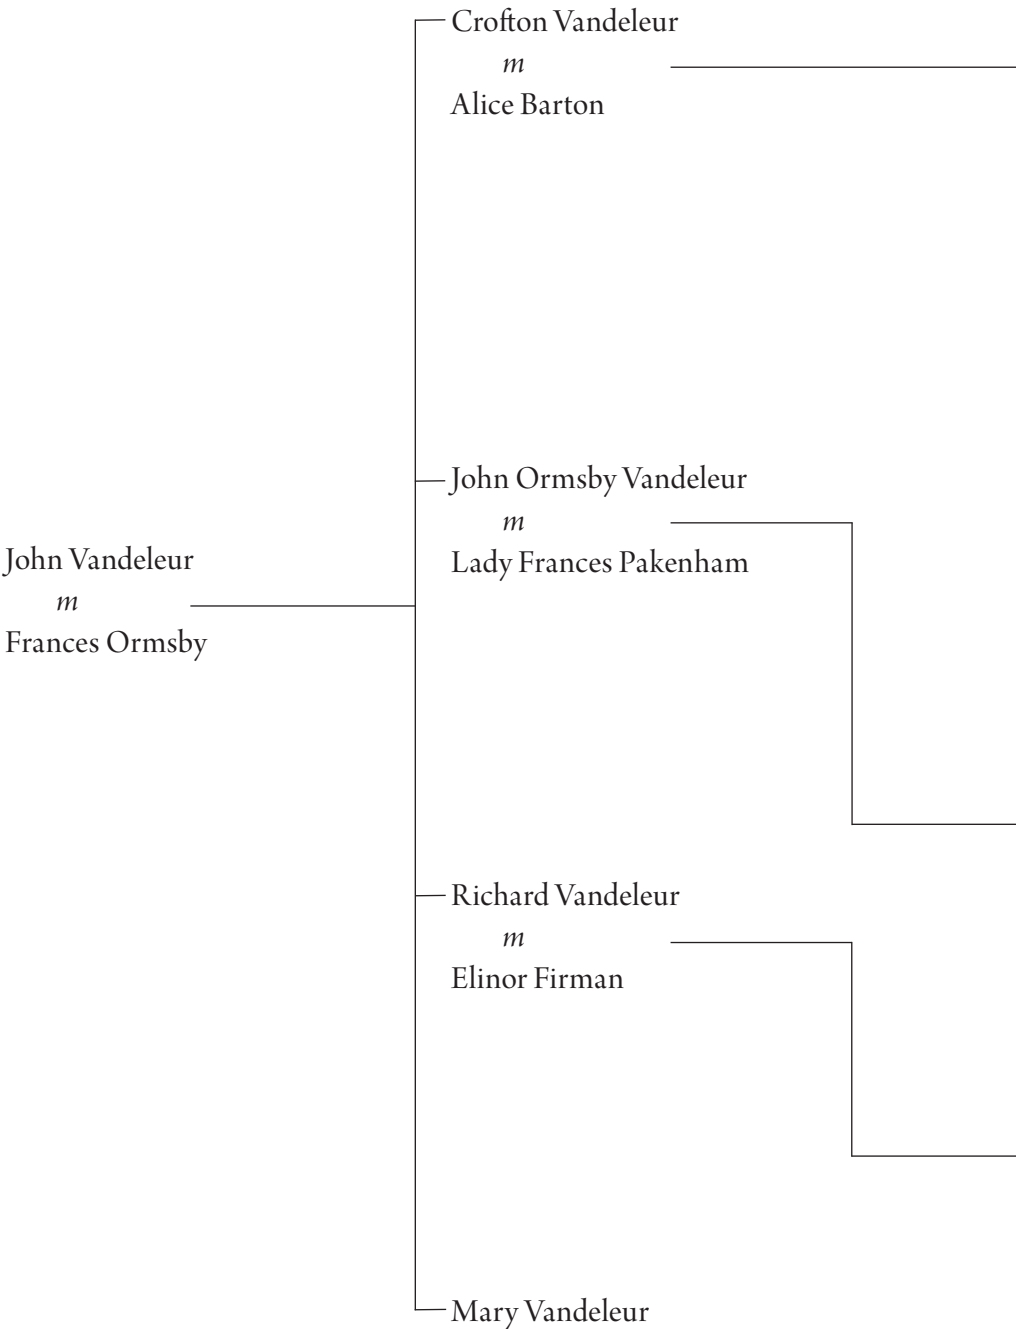 Crofton Vandeleur
m
Alice Barton
John Ormsby Vandeleur
m
Lady Frances Pakenham
John Vandeleur
m
Frances Ormsby
Richard Vandeleur
m
Elinor Firman
Mary Vandeleur